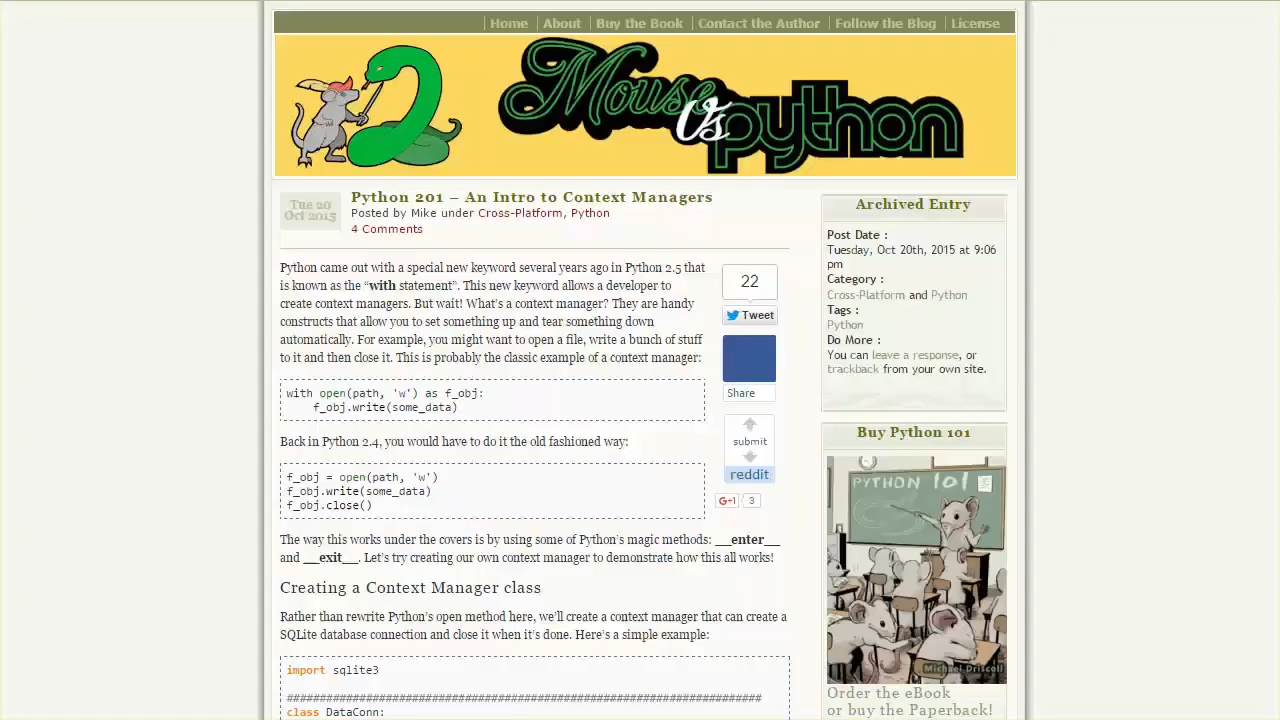 Home About Buy the Book Contact the Author Follow the Blog License
Mouse Vs python
Tue 20
Oct 2015
Python 201 – An Intro to Context Managers
Posted by Mike under Cross-Platform, Python
4 Comments
Python came out with a special new keyword several years ago in Python 2.5 that
is known as the “with statement”. This new keyword allows a developer to
create context managers. But wait! What’s a context manager? They are handy
constructs that allow you to set something up and tear something down
automatically. For example, you might want to open a file, write a bunch of stuff
to it and then close it. This is probably the classic example of a context manager:
with open(path, 'w') as f_obj:
    f_obj.write(some_data)
Back in Python 2.4, you would have to do it the old fashioned way:
f_obj = open(path, 'w')
f_obj.write(some_data)
f_obj.close()
22
Tweet
Share
submit
reddit
G+1 3
The way this works under the covers is by using some of Python’s magic methods: __enter__
and __exit__. Let’s try creating our own context manager to demonstrate how this all works!
Creating a Context Manager class
Rather than rewrite Python’s open method here, we’ll create a context manager that can create a
SQLite database connection and close it when it’s done. Here’s a simple example:
import sqlite3
########################################################################
class DataConn:
Archived Entry
Post Date :
Tuesday, Oct 20th, 2015 at 9:06
pm
Category :
Cross-Platform and Python
Tags :
Python
Do More :
You can leave a response, or
trackback from your own site.
Buy Python 101
PYTHON 101
Michael Driscoll
Order the eBook
or buy the Paperback!